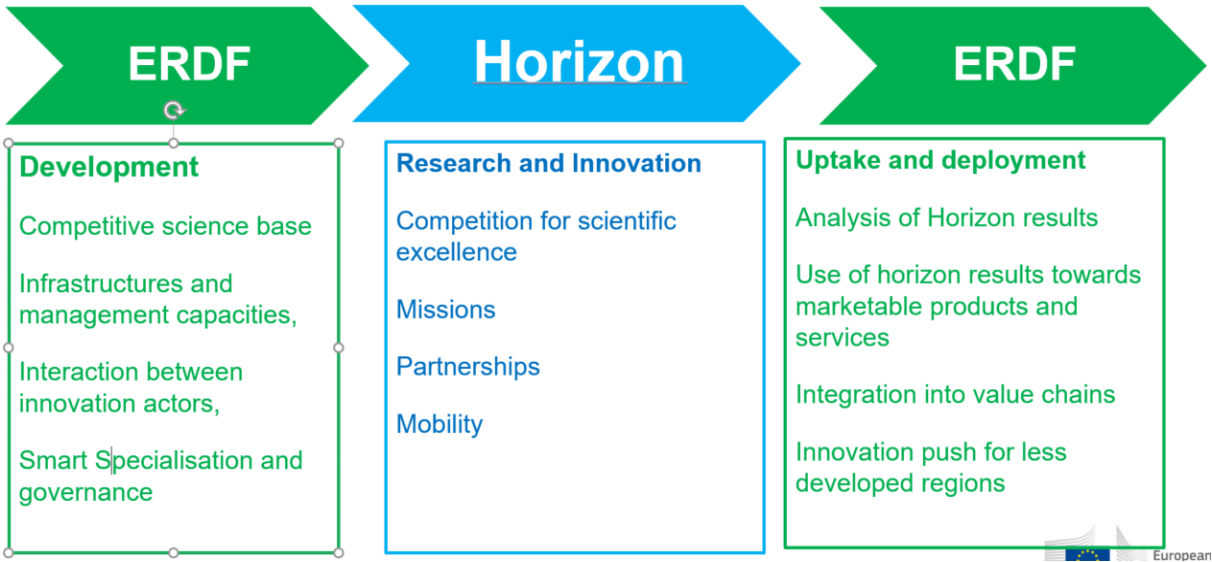 ERDF
Horizon
ERDF
Development
Competitive science base
Infrastructures and
management capacities,
Interaction between
innovation actors,
Smart Specialisation and
governance
Research and Innovation
Competition for scientific
excellence
Missions
Partnerships
Mobility
Uptake and deployment
Analysis of Horizon results
Use of horizon results towards
marketable products and
services
Integration into value chains
Innovation push for less
developed regions
European